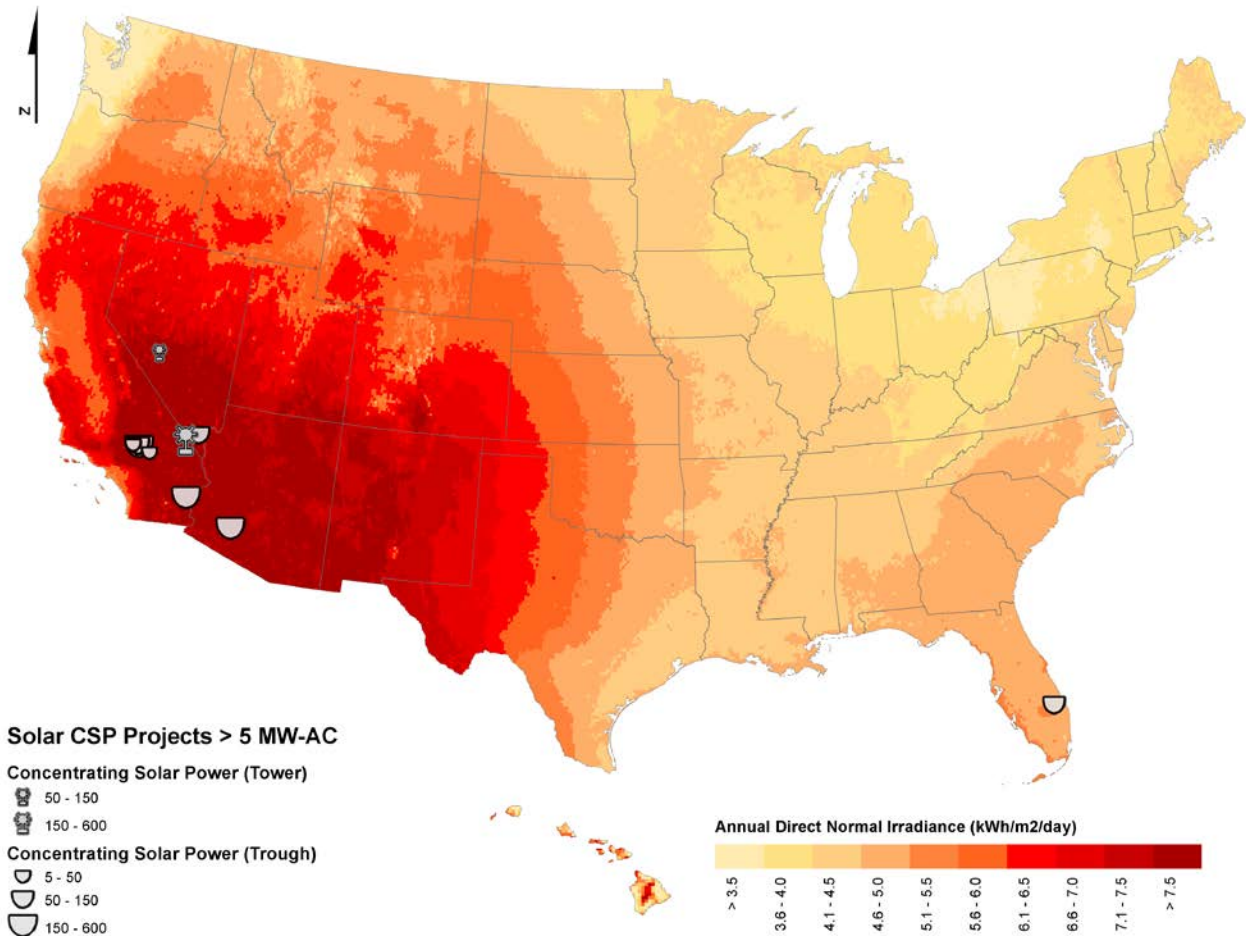 N
Solar CSP Projects > 5 MW-AC
Concentrating Solar Power (Tower)
50 - 150
150 - 600
Concentrating Solar Power (Trough)
5 - 50
50 - 150
150 - 600
Annual Direct Normal Irradiance (kWh/m2/day)
> 3.5
3.6 - 4.0
4.1 - 4.5
4.6 - 5.0
5.1 - 5.5
5.6 - 6.0
6.1 - 6.5
6.6 - 7.0
7.1 - 7.5
> 7.5